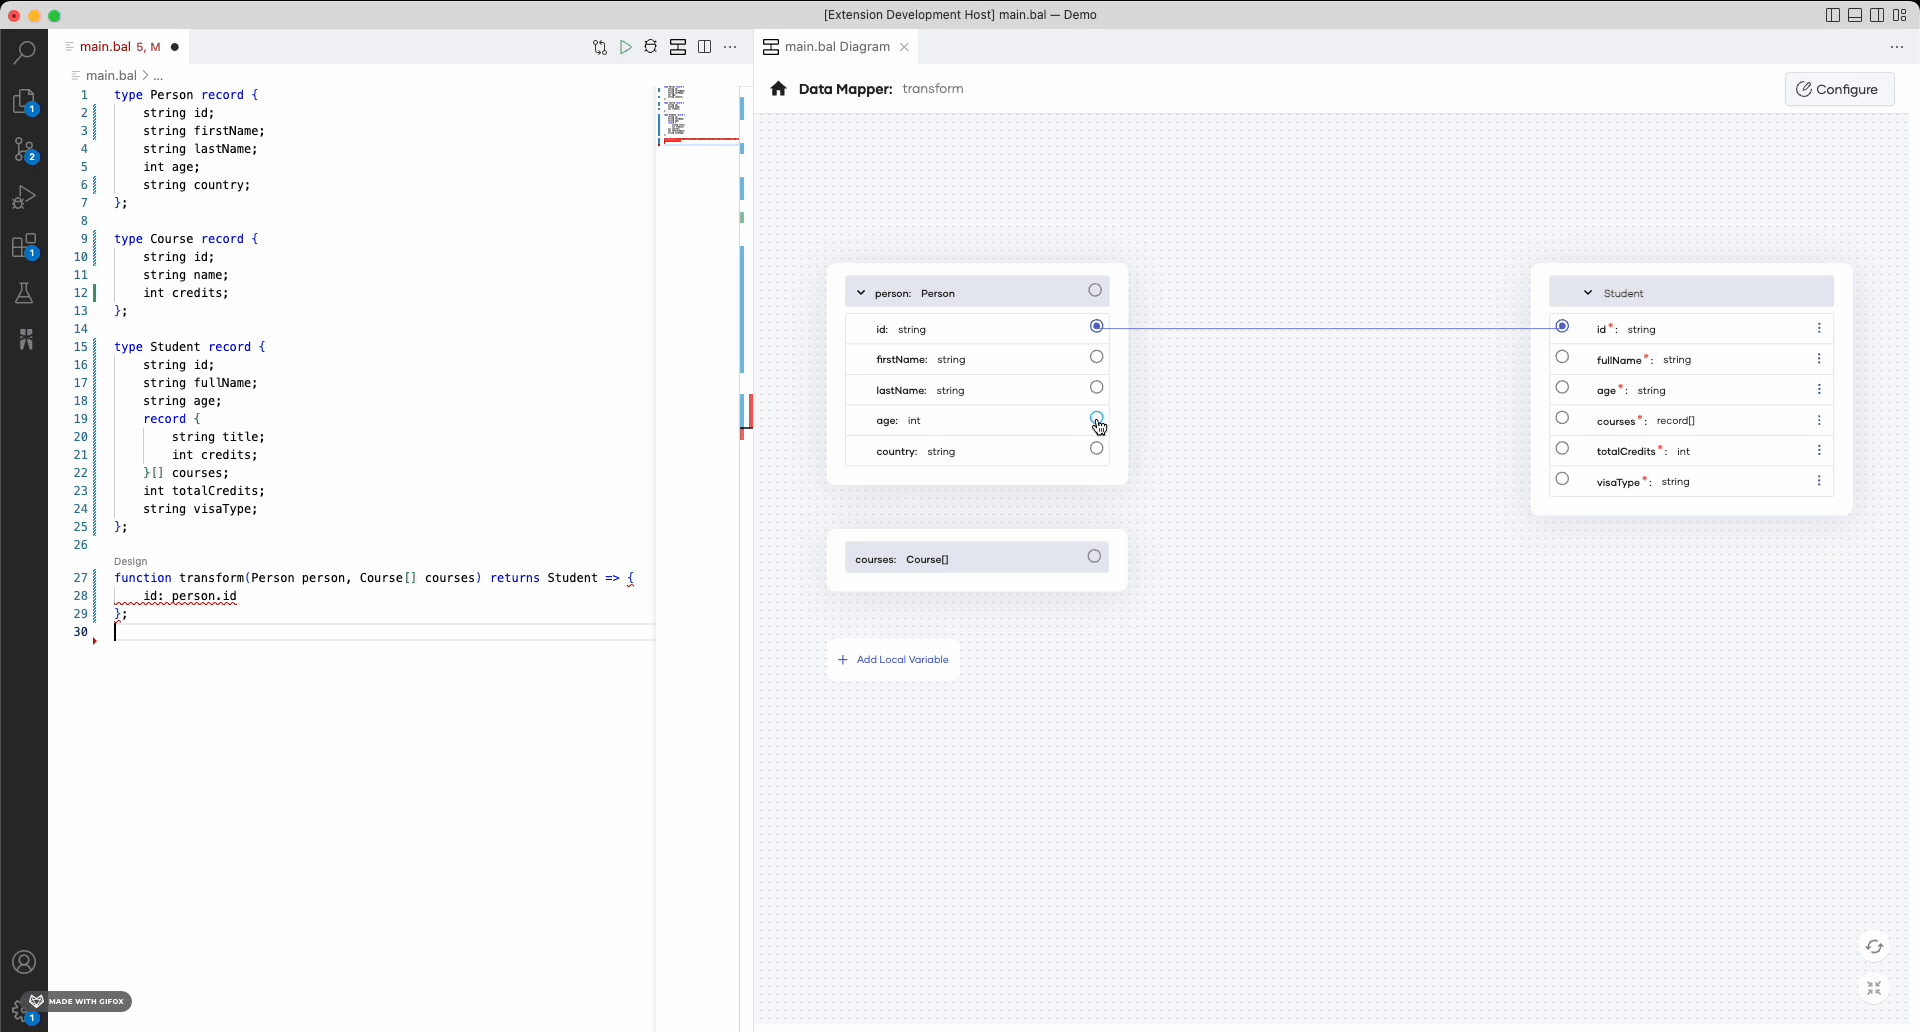 [Extension Development Host] main.bal — Demo
main.bal 5, M
main.bal > ...
1 type Person record {
2 string id;
3 string firstName;
4 string lastName;
5 int age;
6 string country;
7 };
8
9 type Course record {
10 string id;
11 string name;
12 int credits;
13 };
14
15 type Student record {
16 string id;
17 string fullName;
18 string age;
19 record {
20 string title;
21 int credits;
22 }[] courses;
23 int totalCredits;
24 string visaType;
25 };
26
Design
27 function transform(Person person, Course[] courses) returns Student => {
28 id: person.id
29 };
30
1
2
1
1
MADE WITH GIFOX
main.bal Diagram
Data Mapper: transform
Configure
person: Person
id: string
firstName: string
lastName: string
age: int
country: string
courses: Course[]
+ Add Local Variable
Student
id*: string
fullName*: string
age*: string
courses*: record[]
totalCredits*: int
visaType*: string